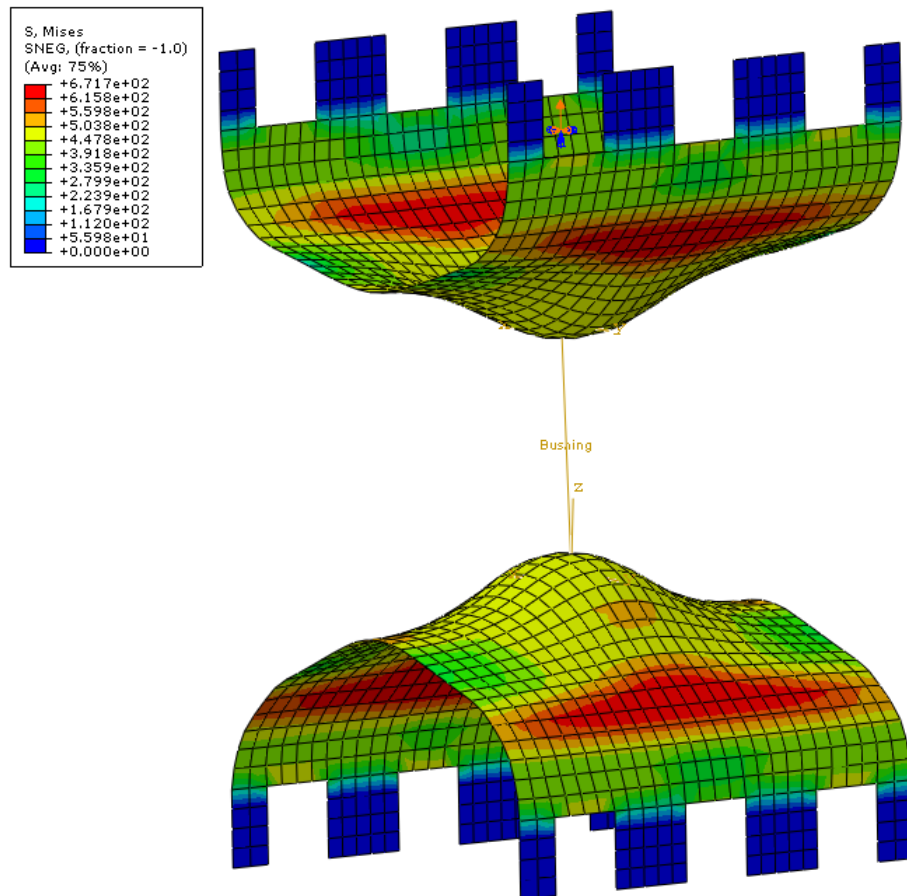 S, Mises
SNEG, (fraction = -1.0)
(Avg: 75%)
+6.717e+02
+6.158e+02
+5.598e+02
+5.038e+02
+4.478e+02
+3.918e+02
+3.359e+02
+2.799e+02
+2.239e+02
+1.679e+02
+1.120e+02
+5.598e+01
+0.000e+00
Y
Bushing
Z